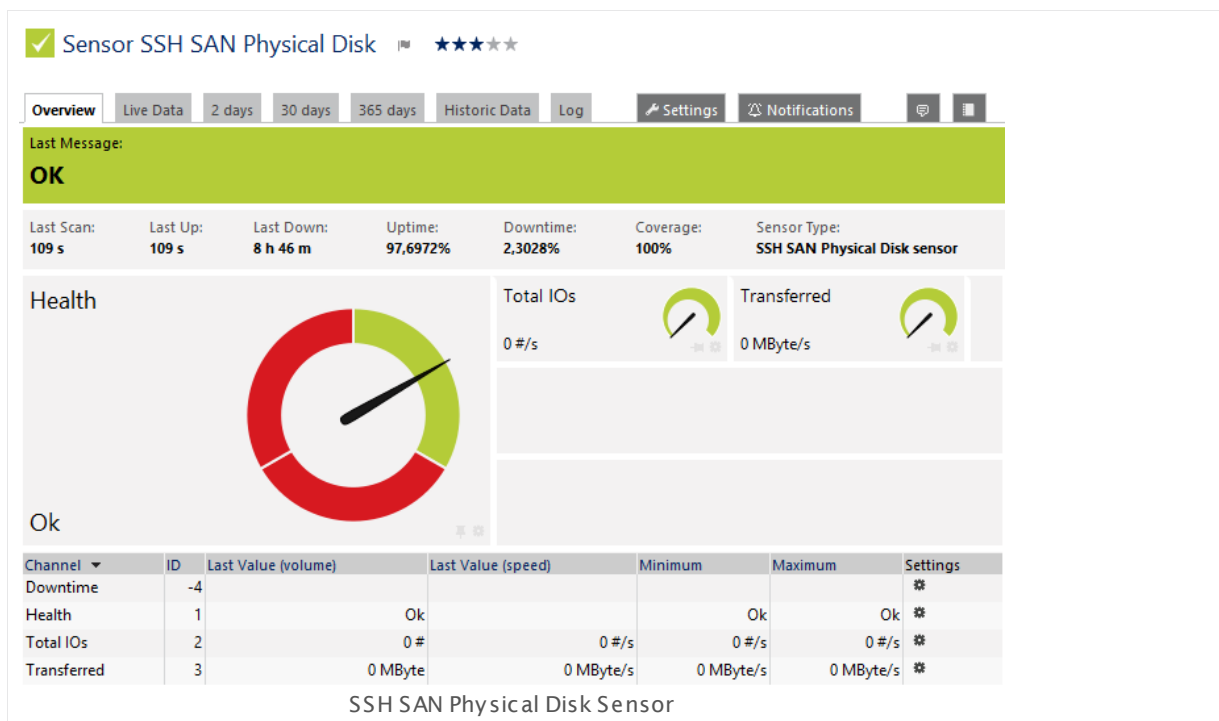 Sensor SSH SAN Physical Disk
Overview Live Data 2 days 30 days 365 days Historic Data Log Settings Notifications
Last Message:
OK
Last Scan: Last Up: Last Down: Uptime: Downtime: Coverage: Sensor Type:
109 s 109 s 8 h 46 m 97,6972% 2,3028% 100% SSH SAN Physical Disk sensor
Health
Total IOs
0 #/s
Transferred
0 MByte/s
Ok
Channel ID Last Value (volume) Last Value (speed) Minimum Maximum Settings
Downtime -4
Health 1 Ok Ok Ok
Total IOs 2 0 # 0 #/s 0 #/s 0 #/s
Transferred 3 0 MByte 0 MByte/s 0 MByte/s 0 MByte/s
SSH SAN Physical Disk Sensor